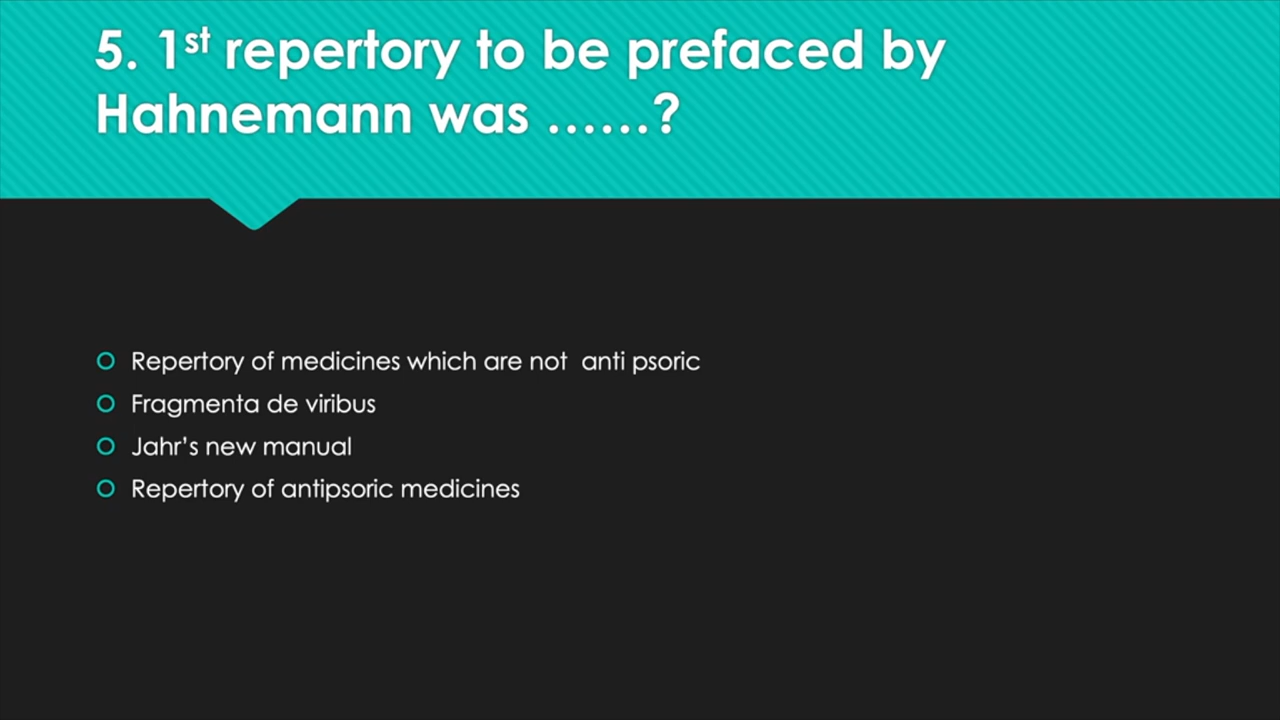 5. 1st repertory to be prefaced by
Hahnemann was ......?
Repertory of medicines which are not  anti psoric
Fragmenta de viribus
Jahr's new manual
Repertory of antipsoric medicines